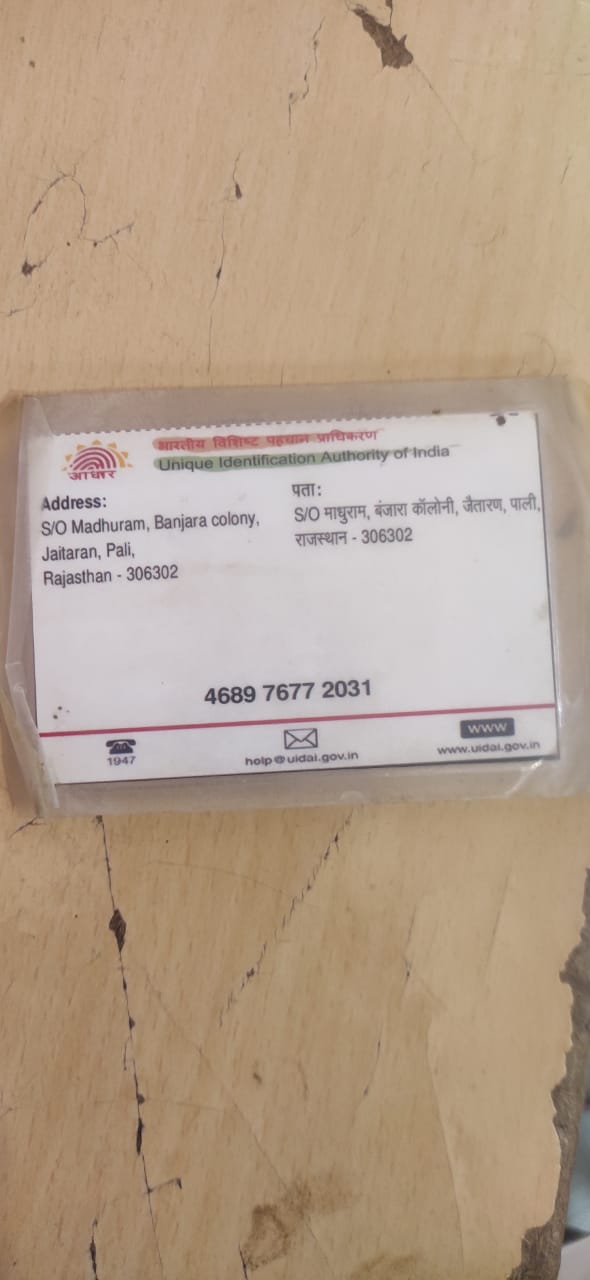 आधार
भारतीय विशिष्ट पहचान प्राधिकरण
Unique Identification Authority of India
Address:
S/O Madhuram, Banjara colony,
Jaitaran, Pali,
Rajasthan - 306302
पता:
S/O माधुराम, बंजारा कॉलोनी, जैतारण, पाली,
राजस्थान - 306302
4689 7677 2031
1947
help@uidai.gov.in
www
www.uidai.gov.in